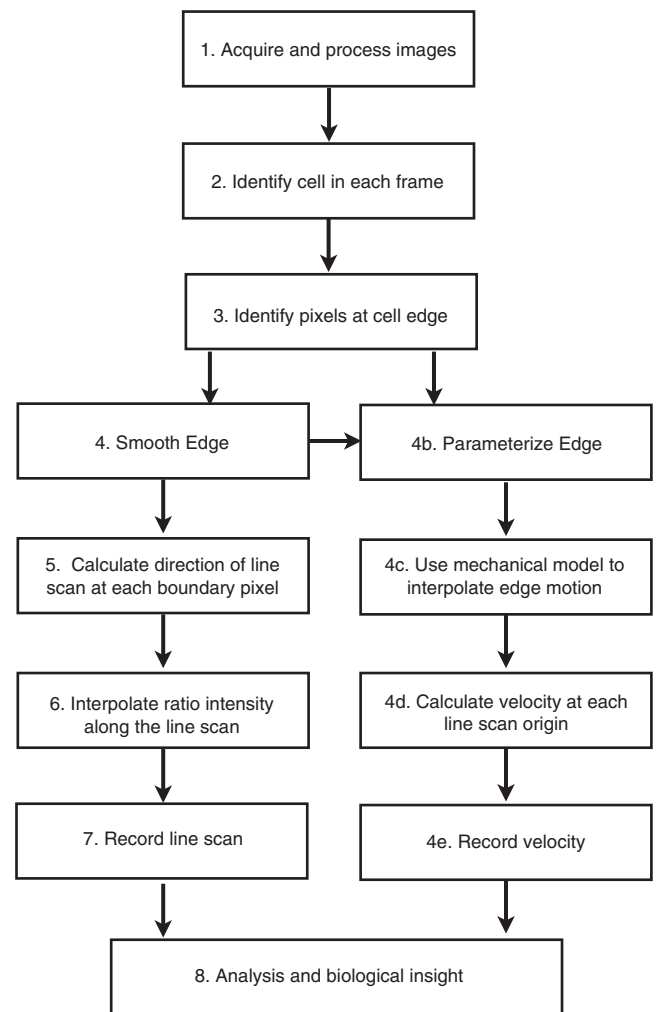 1. Acquire and process images
2. Identify cell in each frame
3. Identify pixels at cell edge
4. Smooth Edge
4b. Parameterize Edge
5. Calculate direction of line
scan at each boundary pixel
4c. Use mechanical model to
interpolate edge motion
6. Interpolate ratio intensity
along the line scan
4d. Calculate velocity at each
line scan origin
7. Record line scan
4e. Record velocity
8. Analysis and biological insight